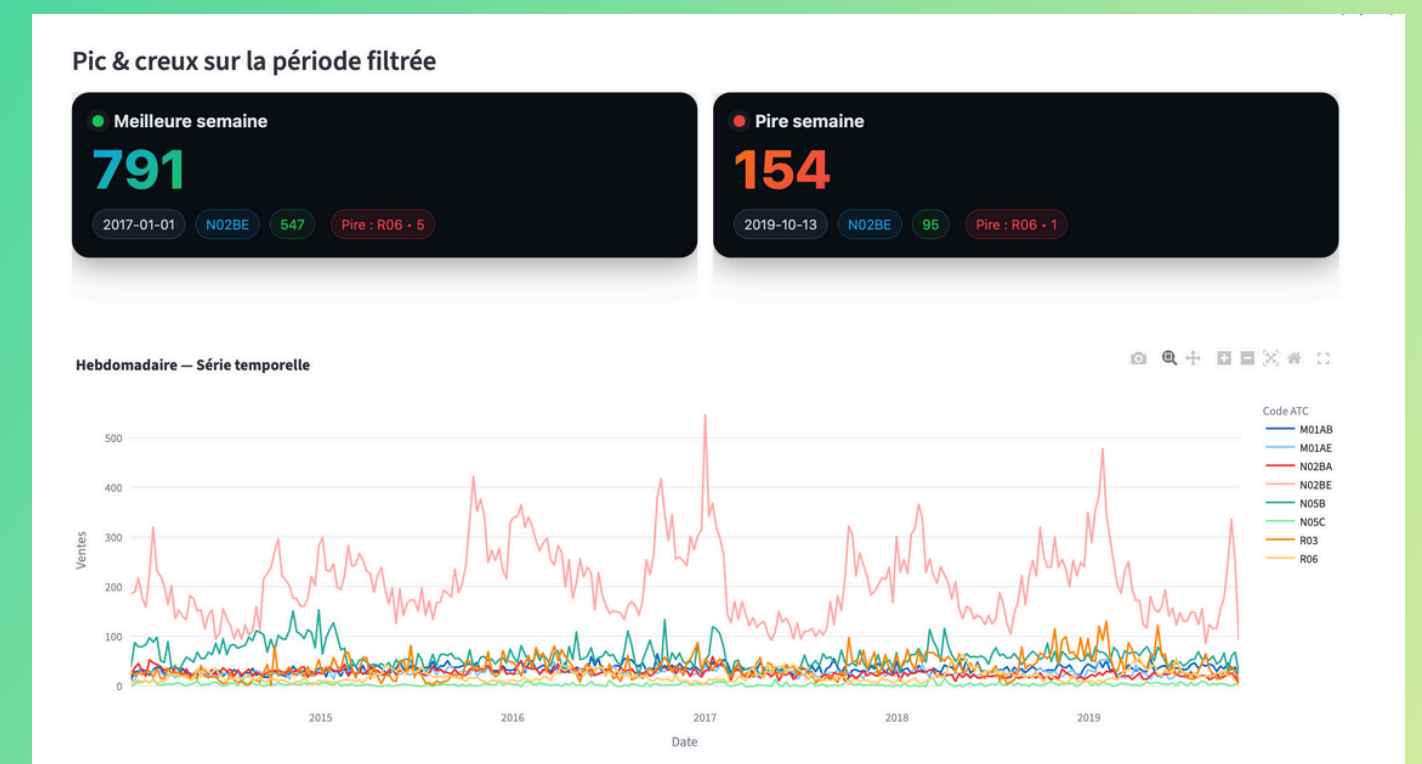 Pic & creux sur la période filtrée
Meilleure semaine
791
2017-01-01 N02BE 547 Pire : R06 • 5
Pire semaine
154
2019-10-13 N02BE 95 Pire : R06 • 1
Hebdomadaire — Série temporelle
Code ATC
M01AB
M01AE
N02BA
N02BE
N05B
N05C
R03
R06
Ventes
500
400
300
200
100
0
2015 2016 2017 2018 2019
Date